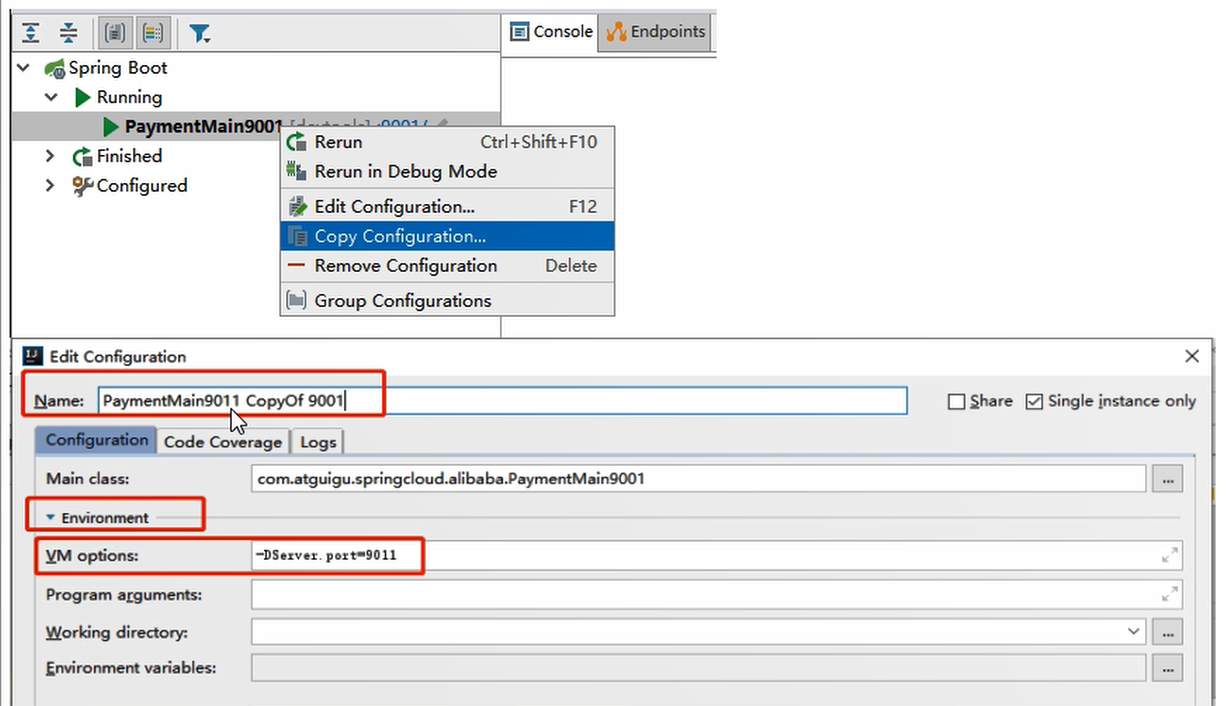 Console Endpoints
Spring Boot
Running
PaymentMain9001 [devtools] :9001/
Rerun Ctrl+Shift+F10
Finished
Rerun in Debug Mode
Configured
Edit Configuration... F12
Copy Configuration...
Remove Configuration Delete
Group Configurations
Edit Configuration
Name: PaymentMain9011 CopyOf 9001 Share Single instance only
Configuration Code Coverage Logs
Main class: com.atguigu.springcloud.alibaba.PaymentMain9001 ...
Environment
VM options: -DServer.port=9011
Program arguments:
Working directory: ...
Environment variables: ...